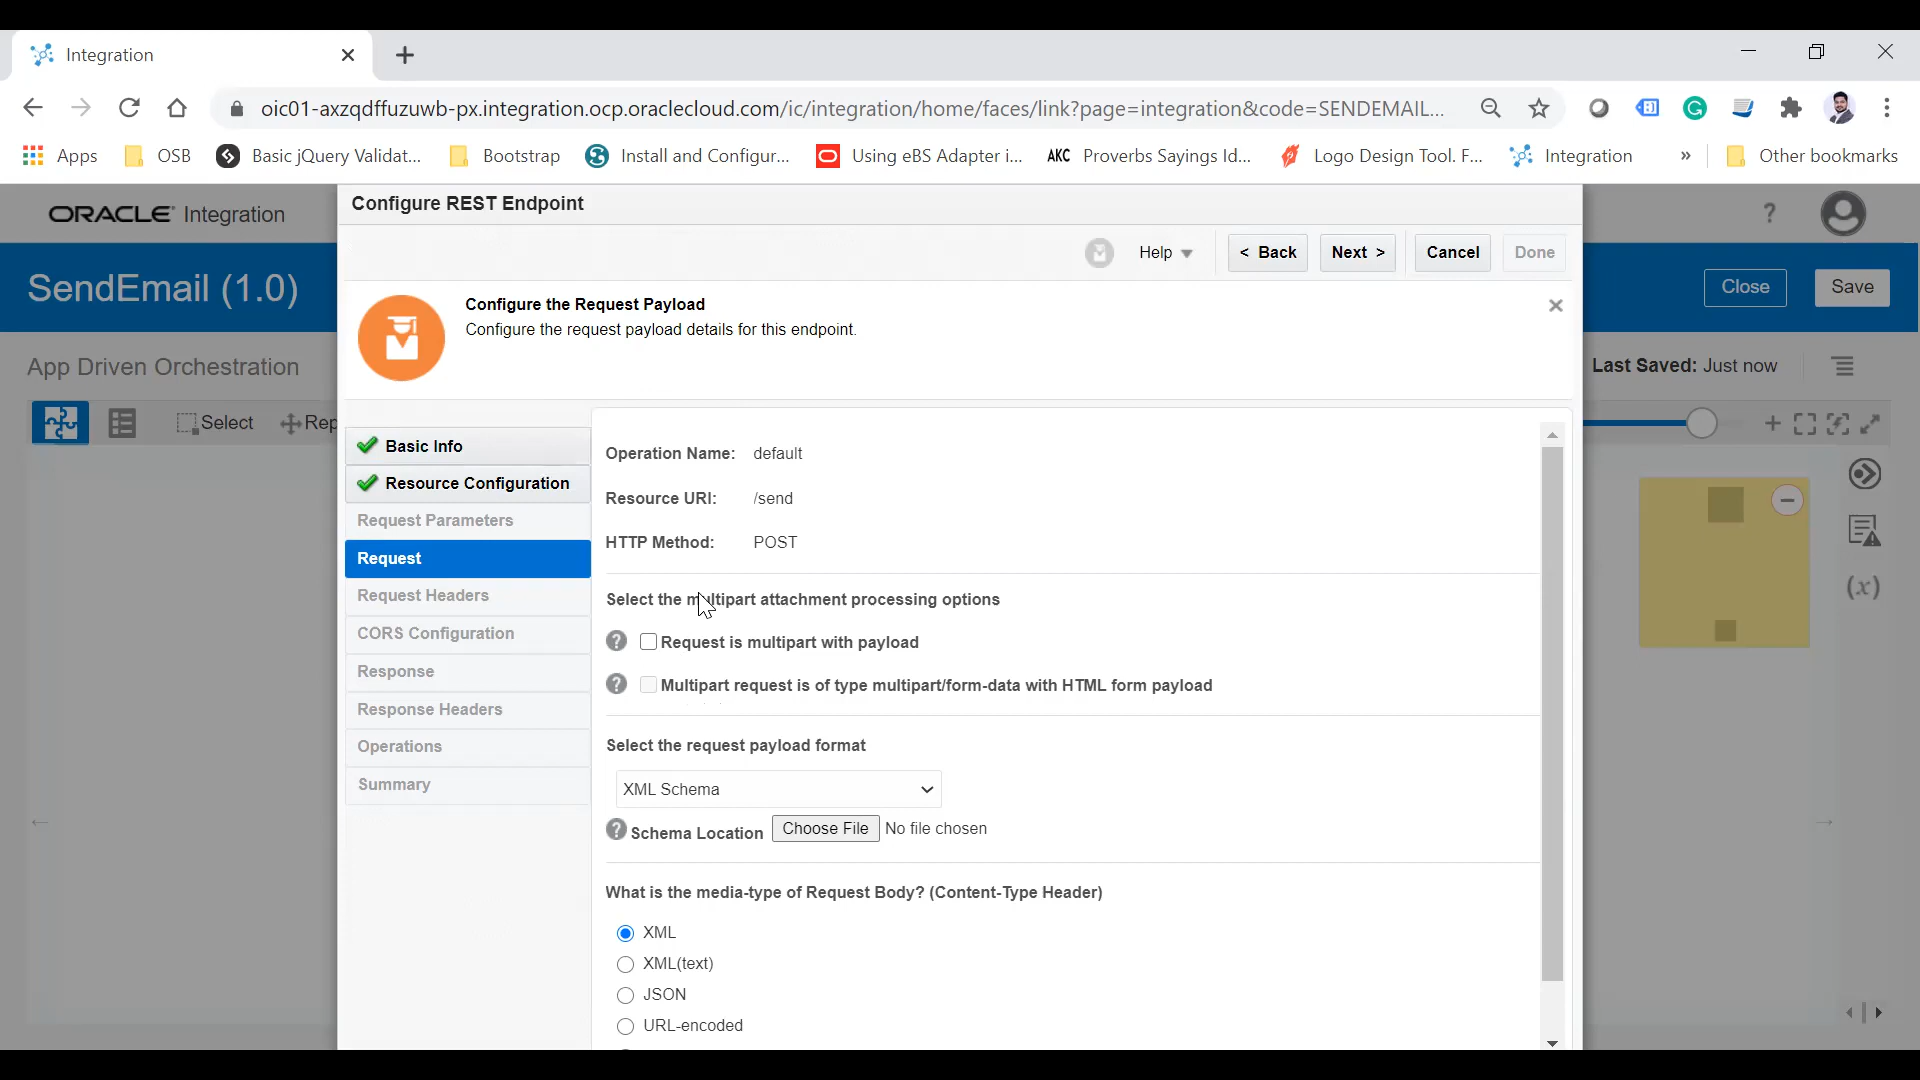 Integration
oic01-axzqdffuzuwb-px.integration.ocp.oraclecloud.com/ic/integration/home/faces/link?page=integration&code=SENDEMAIL...
Apps OSB Basic jQuery Validat... Bootstrap Install and Configur... Using eBS Adapter i... AKC Proverbs Sayings Id... Logo Design Tool. F... Integration » Other bookmarks
Configure REST Endpoint
ORACLE Integration ?
Help < Back Next > Cancel Done
SendEmail (1.0) Close Save
Configure the Request Payload
Configure the request payload details for this endpoint.
App Driven Orchestration Last Saved: Just now
Select Rep
Basic Info
Resource Configuration
Request Parameters
Request
Request Headers
CORS Configuration
Response
Response Headers
Operations
Summary
Operation Name: default
Resource URI: /send
HTTP Method: POST
Select the multipart attachment processing options
? Request is multipart with payload
? Multipart request is of type multipart/form-data with HTML form payload
Select the request payload format
XML Schema
? Schema Location Choose File No file chosen
What is the media-type of Request Body? (Content-Type Header)
XML
XML(text)
JSON
URL-encoded
(x)